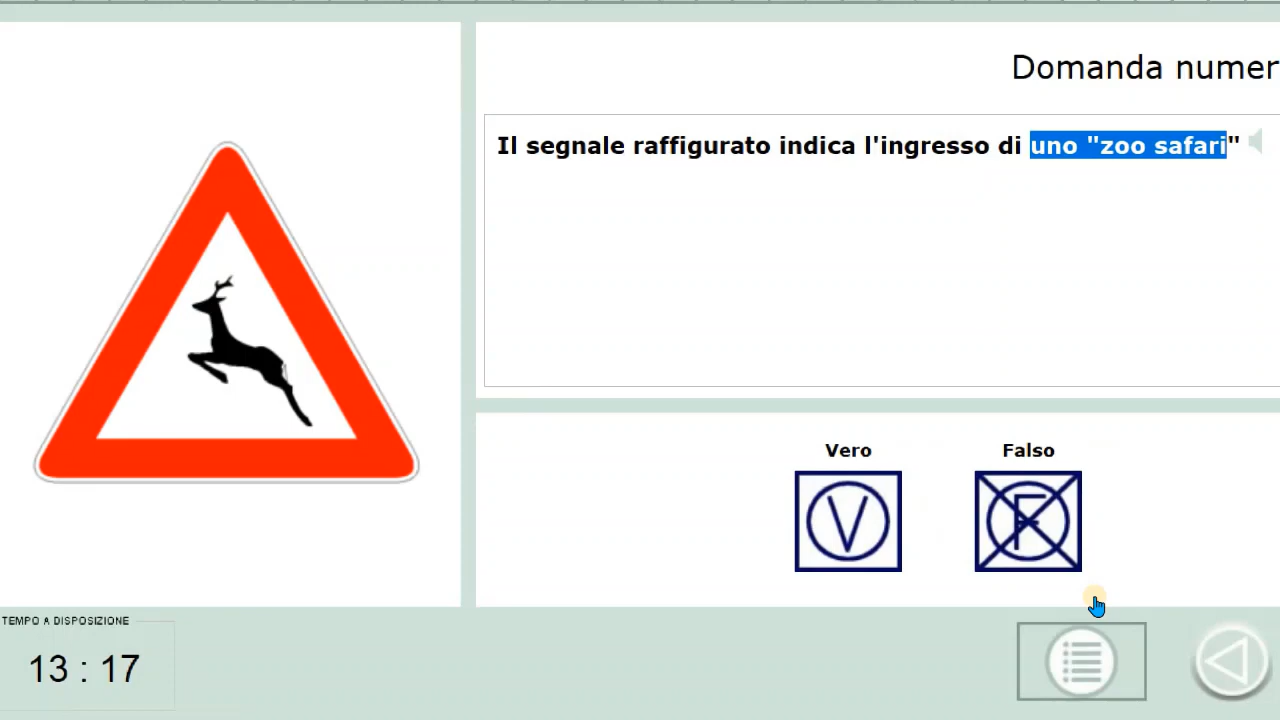 Domanda numer
Il segnale raffigurato indica l'ingresso di uno "zoo safari"
Vero
Falso
V
F
TEMPO A DISPOSIZIONE
13 : 17